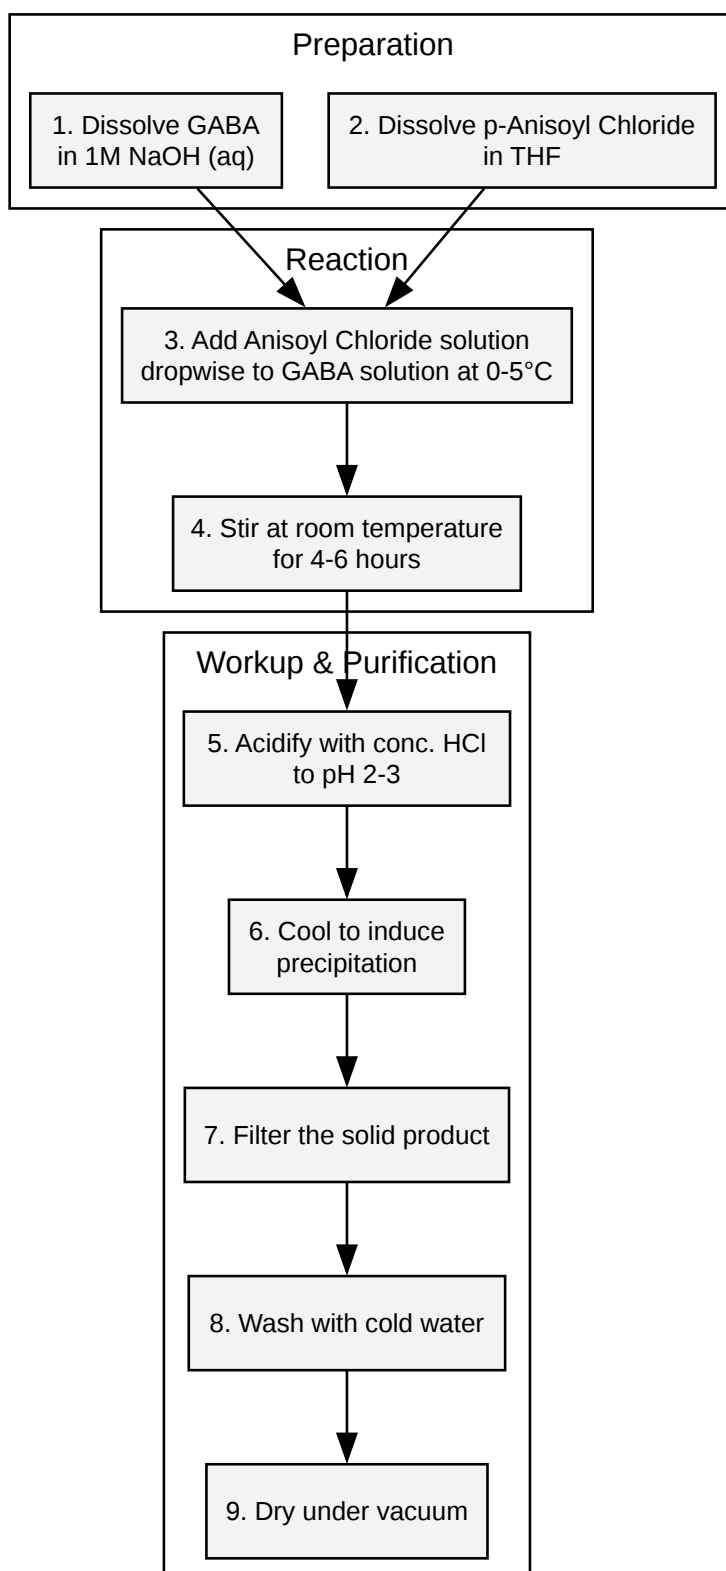 Preparation
1. Dissolve GABA
in 1M NaOH (aq)
2. Dissolve p-Anisoyl Chloride
in THF
Reaction
3. Add Anisoyl Chloride solution
dropwise to GABA solution at 0-5°C
4. Stir at room temperature
for 4-6 hours
Workup & Purification
5. Acidify with conc. HCl
to pH 2-3
6. Cool to induce
precipitation
7. Filter the solid product
8. Wash with cold water
9. Dry under vacuum